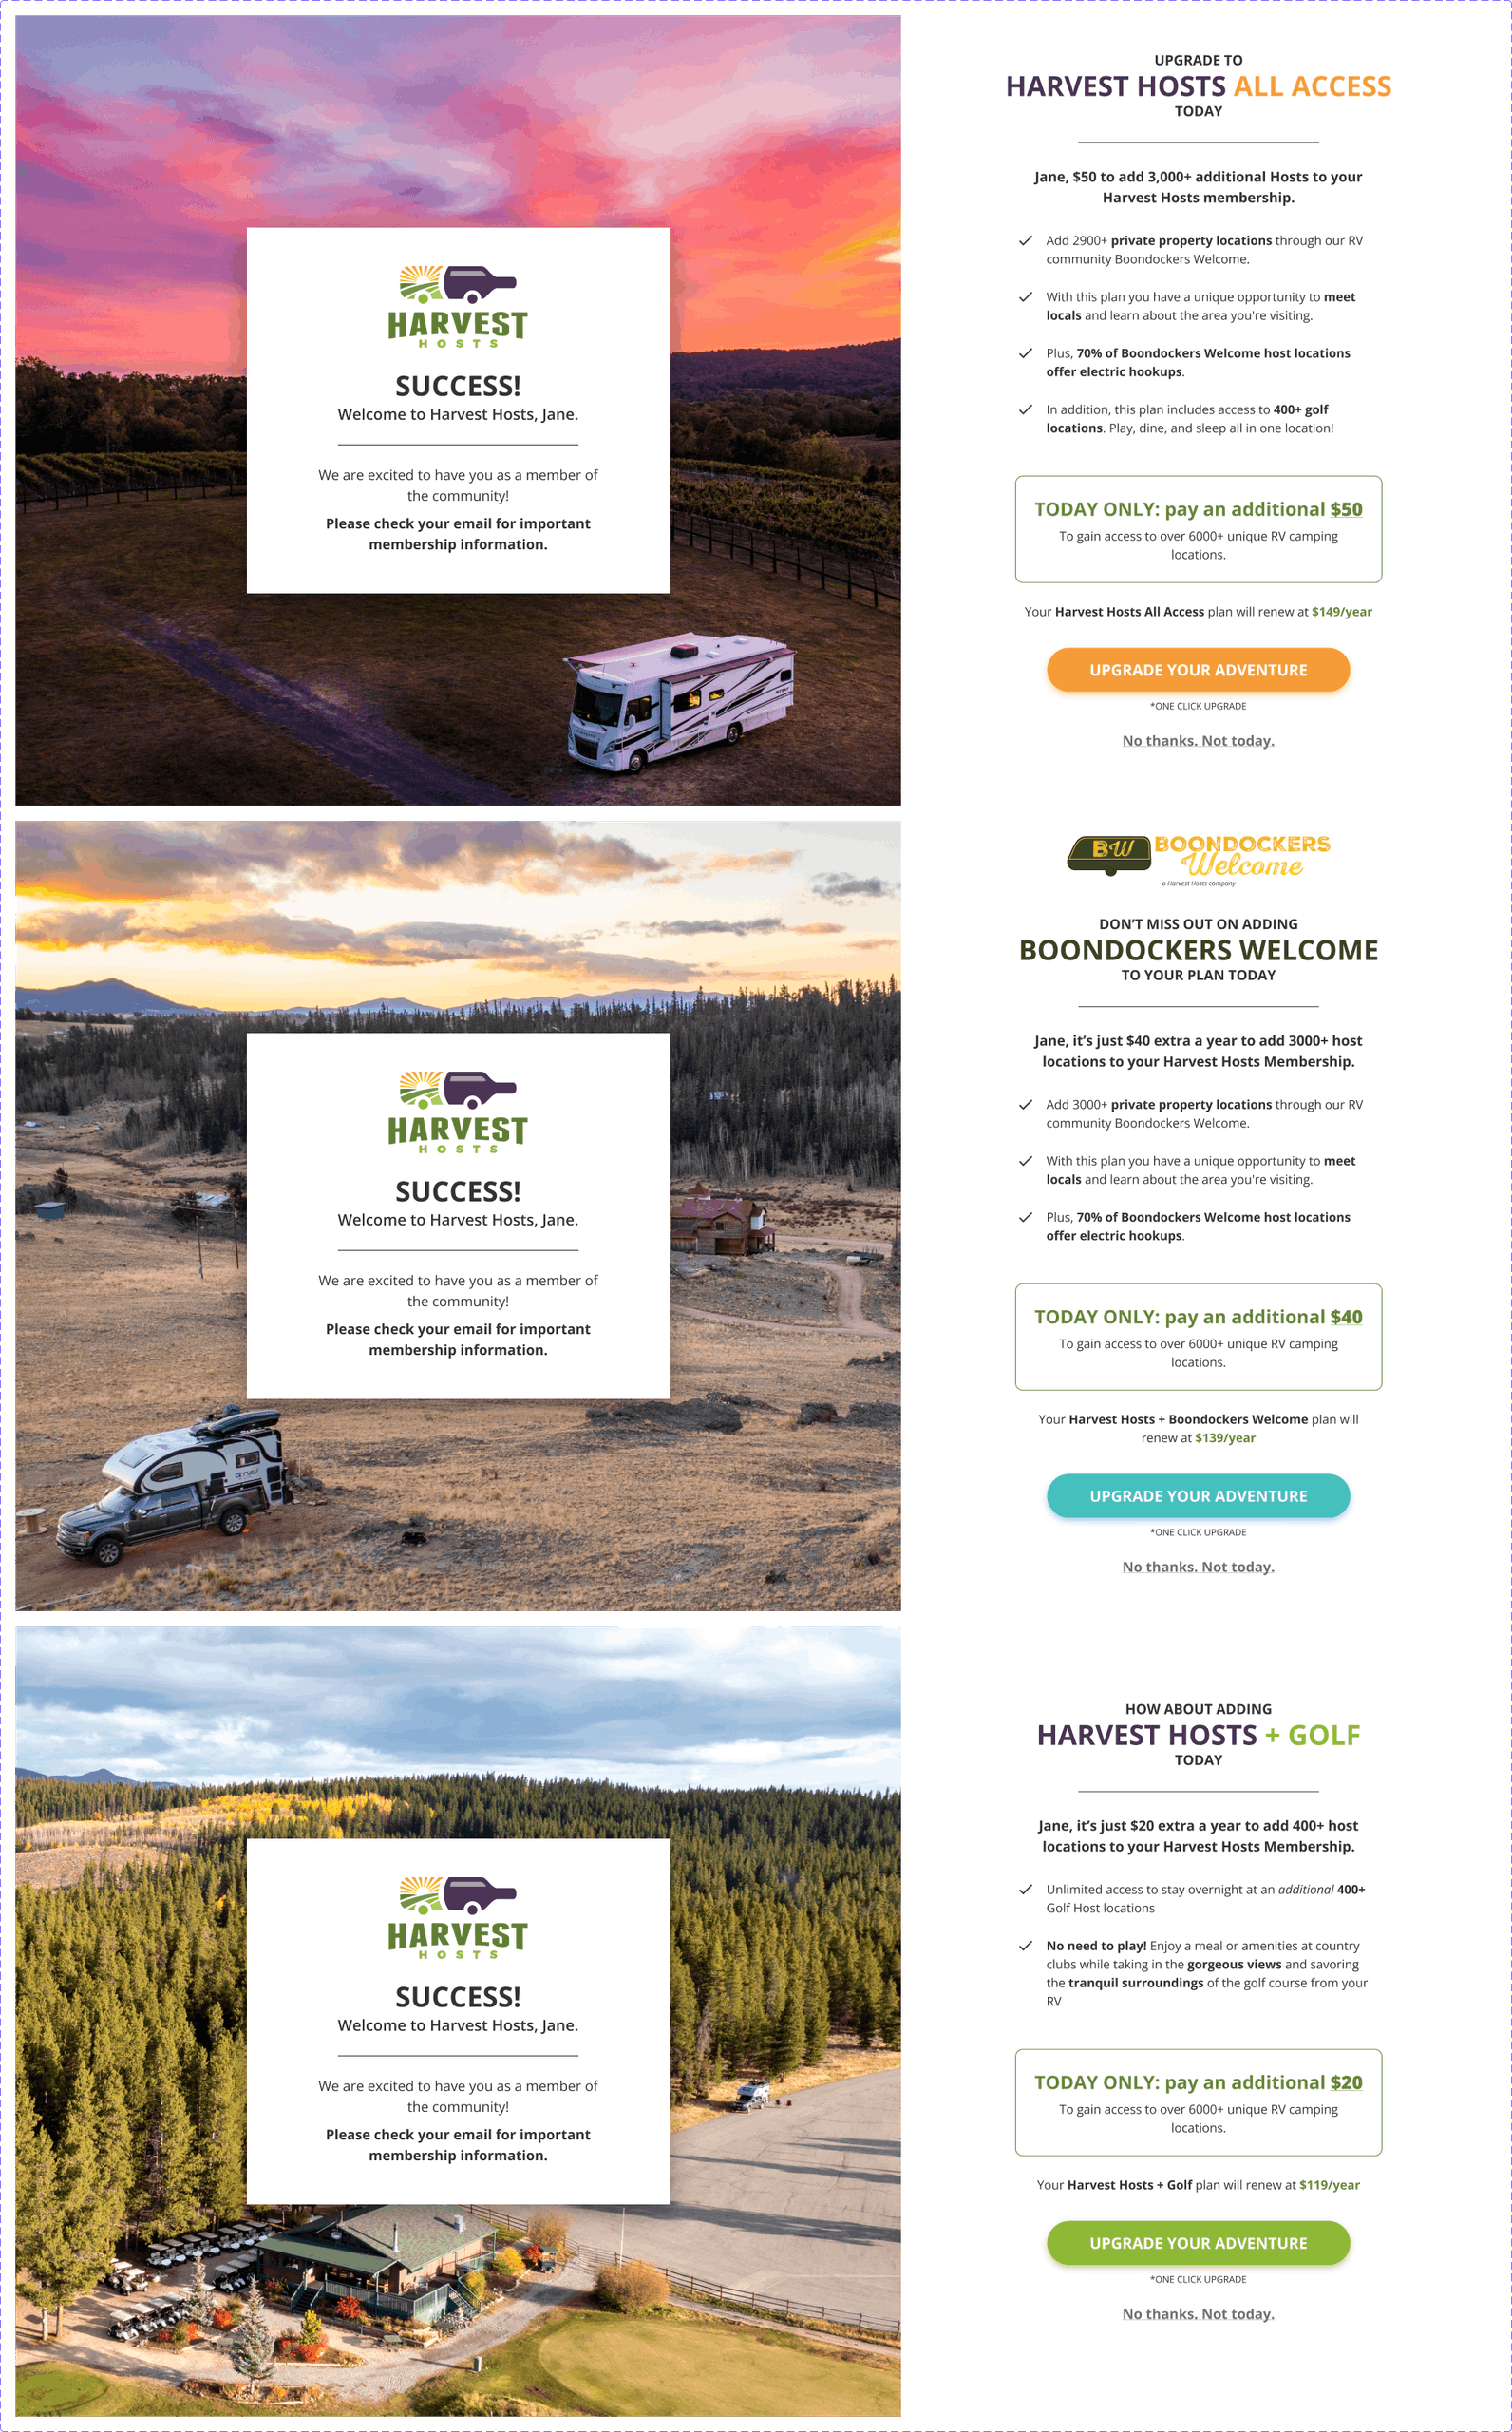 HARVEST
HOSTS
SUCCESS!
Welcome to Harvest Hosts, Jane.
We are excited to have you as a member of
the community!
Please check your email for important
membership information.
UPGRADE TO
HARVEST HOSTS ALL ACCESS
TODAY
Jane, $50 to add 3,000+ additional Hosts to your
Harvest Hosts membership.
Add 2900+ private property locations through our RV
community Boondockers Welcome.
With this plan you have a unique opportunity to meet
locals and learn about the area you're visiting.
Plus, 70% of Boondockers Welcome host locations
offer electric hookups.
In addition, this plan includes access to 400+ golf
locations. Play, dine, and sleep all in one location!
TODAY ONLY: pay an additional $50
To gain access to over 6000+ unique RV camping
locations.
Your Harvest Hosts All Access plan will renew at $149/year
UPGRADE YOUR ADVENTURE
*ONE CLICK UPGRADE
No thanks. Not today.
HARVEST
HOSTS
SUCCESS!
Welcome to Harvest Hosts, Jane.
We are excited to have you as a member of
the community!
Please check your email for important
membership information.
BW BOONDOCKERS
Welcome
a Harvest Hosts company
DON'T MISS OUT ON ADDING
BOONDOCKERS WELCOME
TO YOUR PLAN TODAY
Jane, it's just $40 extra a year to add 3000+ host
locations to your Harvest Hosts Membership.
Add 3000+ private property locations through our RV
community Boondockers Welcome.
With this plan you have a unique opportunity to meet
locals and learn about the area you're visiting.
Plus, 70% of Boondockers Welcome host locations
offer electric hookups.
TODAY ONLY: pay an additional $40
To gain access to over 6000+ unique RV camping
locations.
Your Harvest Hosts + Boondockers Welcome plan will
renew at $139/year
UPGRADE YOUR ADVENTURE
*ONE CLICK UPGRADE
No thanks. Not today.
HARVEST
HOSTS
SUCCESS!
Welcome to Harvest Hosts, Jane.
We are excited to have you as a member of
the community!
Please check your email for important
membership information.
HOW ABOUT ADDING
HARVEST HOSTS + GOLF
TODAY
Jane, it's just $20 extra a year to add 400+ host
locations to your Harvest Hosts Membership.
Unlimited access to stay overnight at an additional 400+
Golf Host locations
No need to play! Enjoy a meal or amenities at country
clubs while taking in the gorgeous views and savoring
the tranquil surroundings of the golf course from your
RV
TODAY ONLY: pay an additional $20
To gain access to over 6000+ unique RV camping
locations.
Your Harvest Hosts + Golf plan will renew at $119/year
UPGRADE YOUR ADVENTURE
*ONE CLICK UPGRADE
No thanks. Not today.